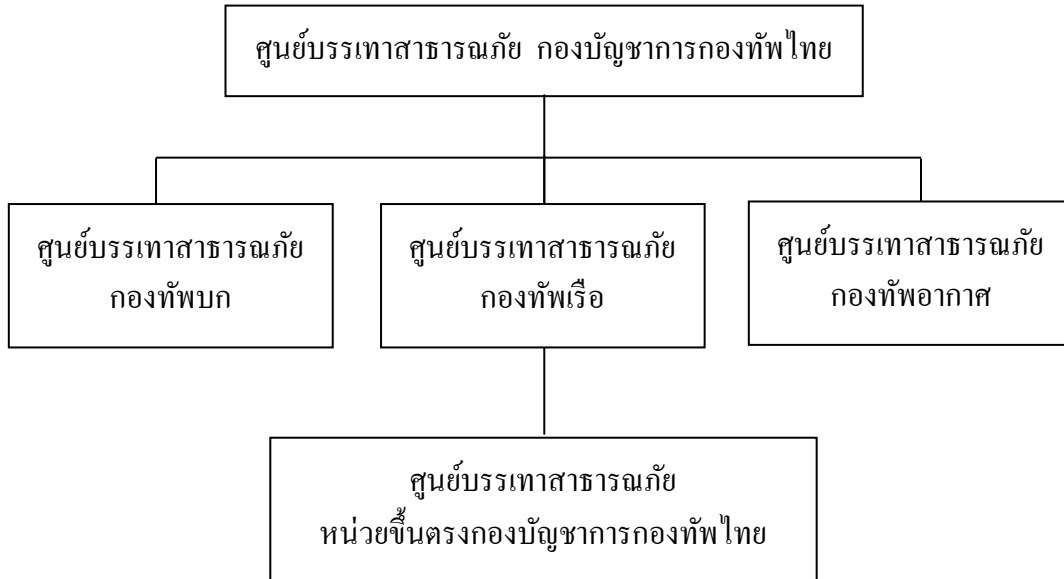 ศูนย์บรรเทาสาธารณภัย กองบัญชาการกองทัพไทย
ศูนย์บรรเทาสาธารณภัย
กองทัพบก
ศูนย์บรรเทาสาธารณภัย
กองทัพเรือ
ศูนย์บรรเทาสาธารณภัย
กองทัพอากาศ
ศูนย์บรรเทาสาธารณภัย
หน่วยขึ้นตรงกองบัญชาการกองทัพไทย